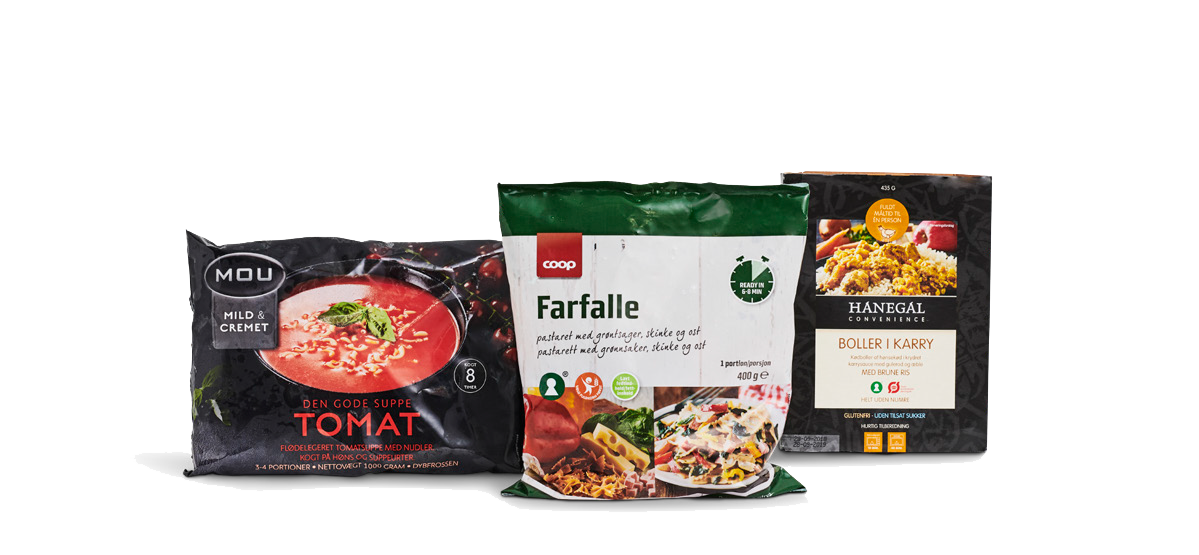 MOU
MILD &
CREMET
KOGT
8
TIMER
DEN GODE SUPPE
TOMAT
FLØDELEGERET TOMATSUPPE MED NUDLER
KOGT PÅ HØNS OG SUPPEURTER
3-4 PORTIONER • NETTOVÆGT 1000 GRAM • DYBFROSSEN
coop
READY IN
6-8 MIN
Farfalle
pastaret med grøntsager, skinke og ost
pastarett med grønnsaker, skinke og ost
1 portion/porsjon
400 g e
®
435 G
FULDT
MÅLTID TIL
ÉN PERSON
HANEGAL
CONVENIENCE
BOLLER I KARRY
MED BRUNE RIS
HELT UDEN NUMRE
GLUTENFRI - UDEN TILSAT SUKKER
HURTIG TILBEREDNING